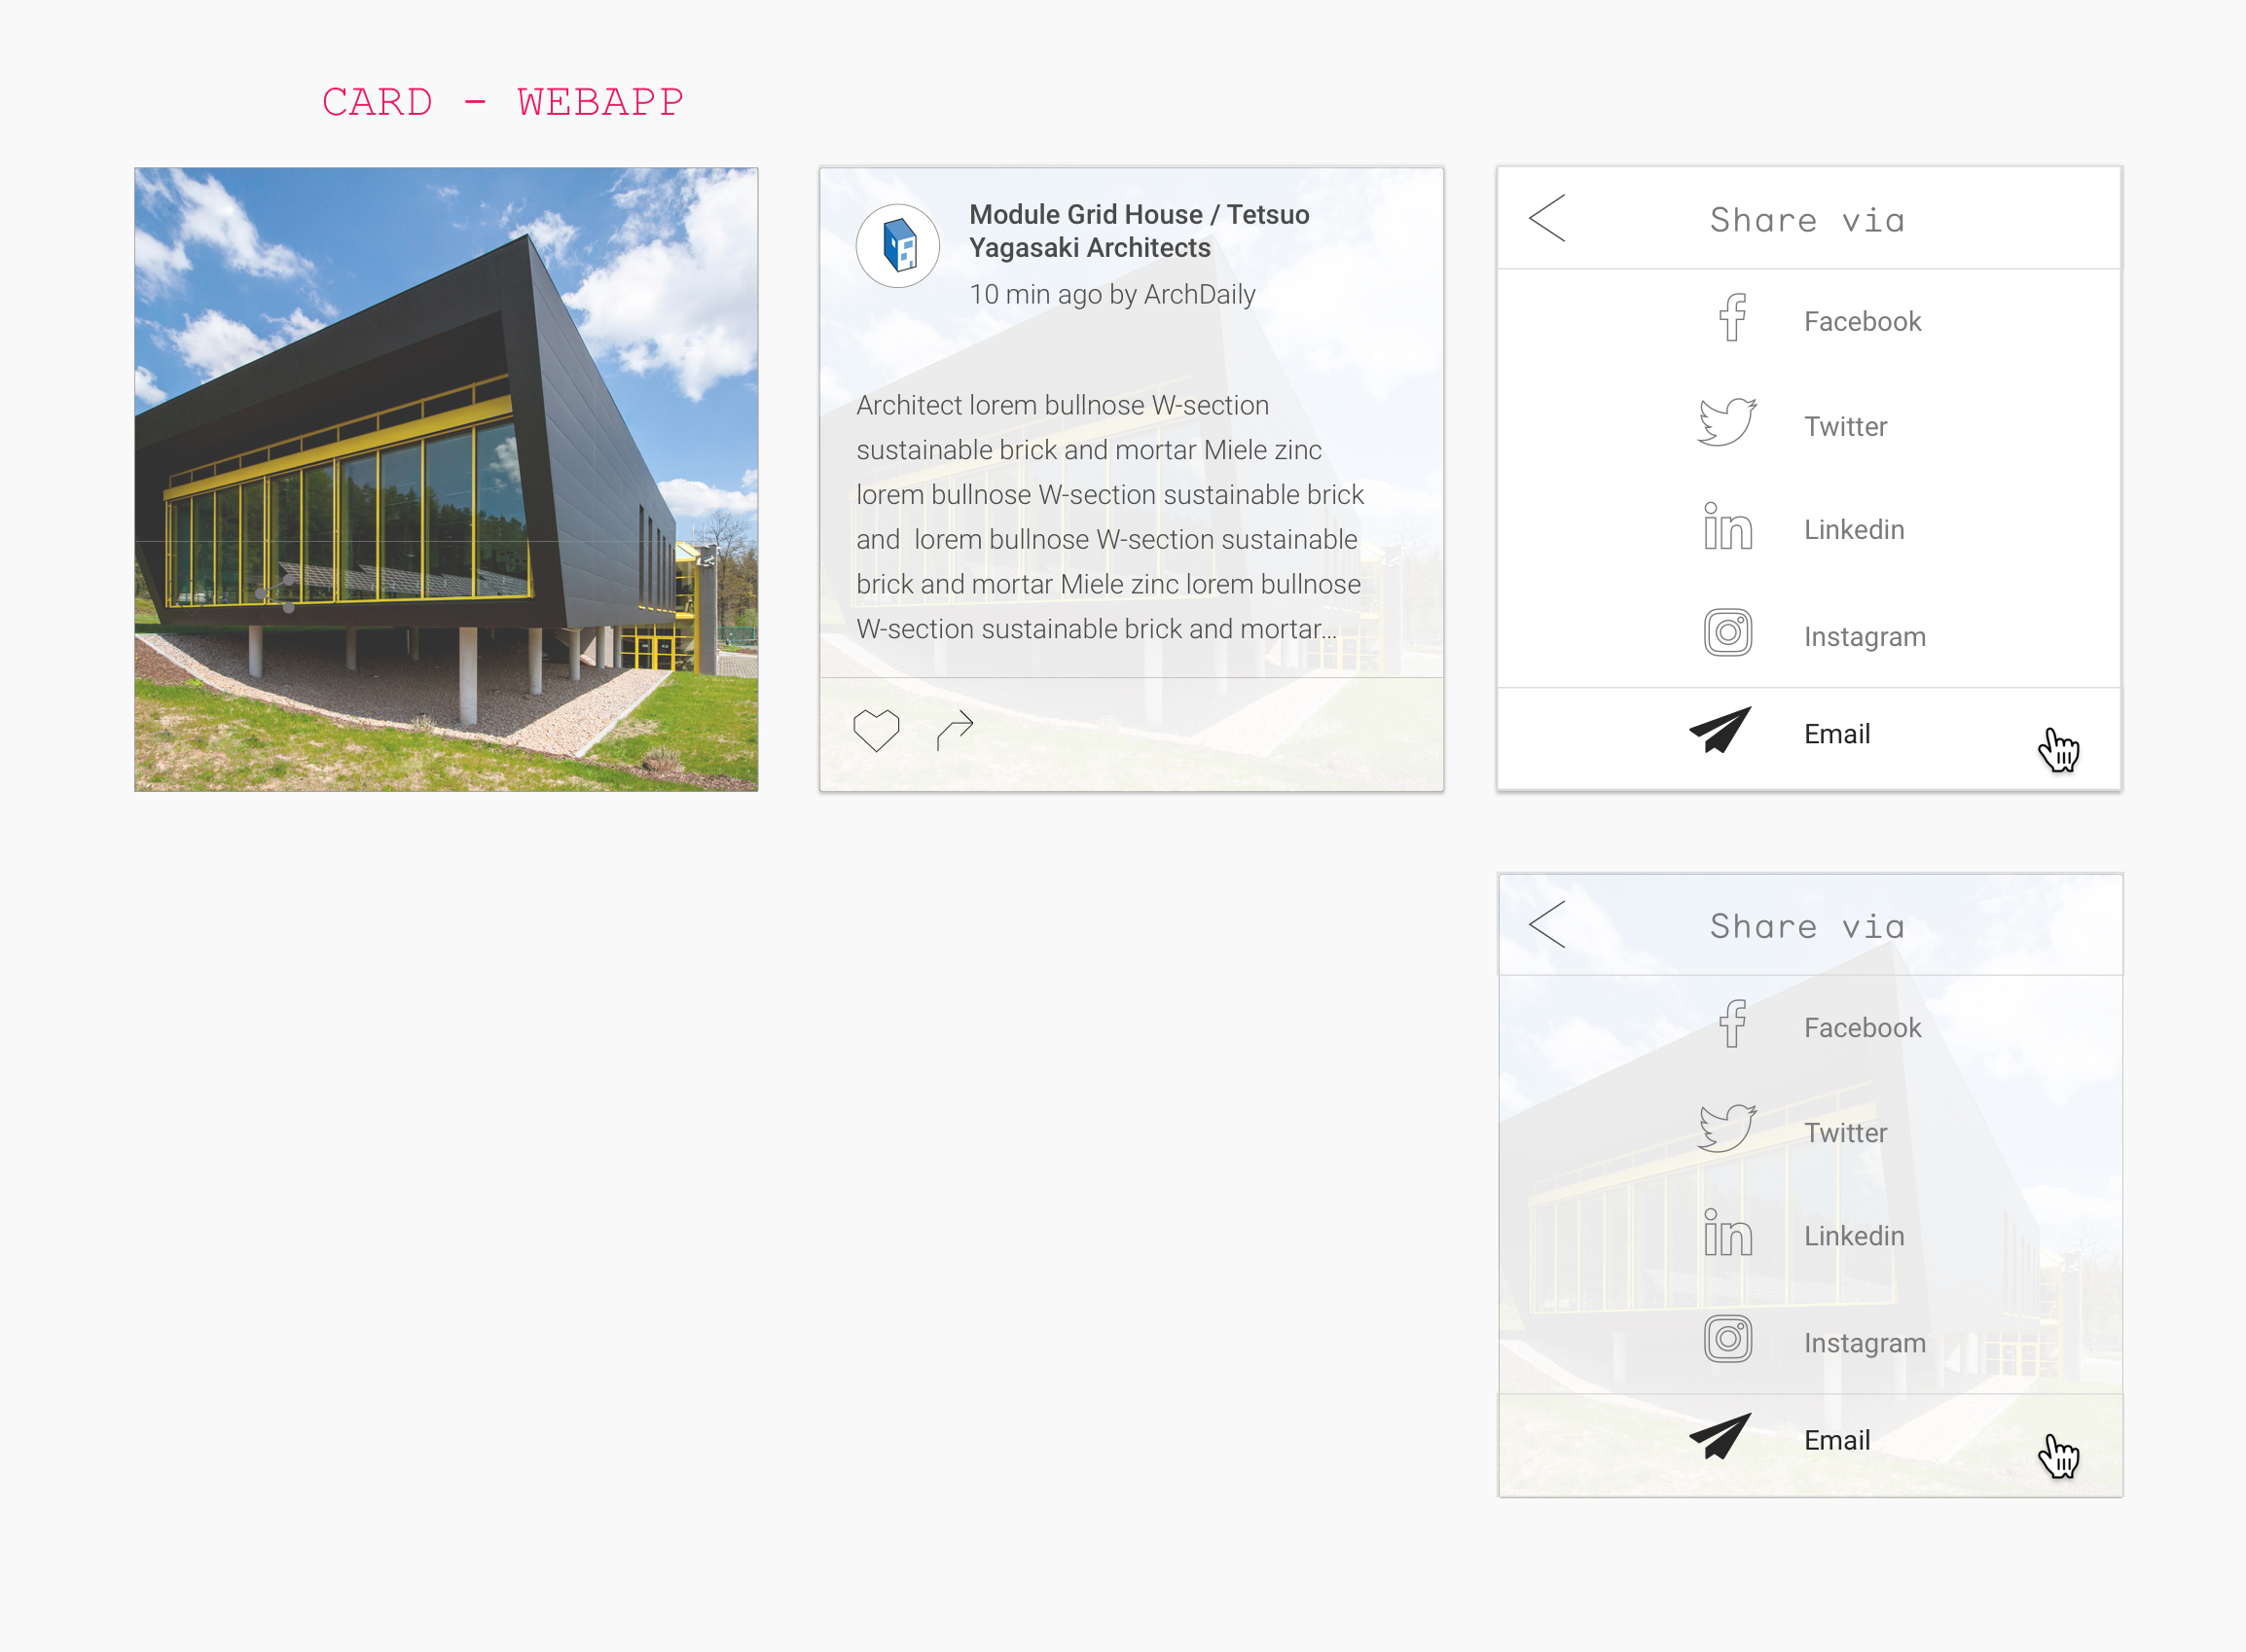 CARD - WEBAPP
Module Grid House / Tetsuo
Yagasaki Architects
10 min ago by ArchDaily
Architect lorem bullnose W-section
sustainable brick and mortar Miele zinc
lorem bullnose W-section sustainable brick
and  lorem bullnose W-section sustainable
brick and mortar Miele zinc lorem bullnose
W-section sustainable brick and mortar...
Share via
Facebook
Twitter
Linkedin
Instagram
Email
Share via
Facebook
Twitter
Linkedin
Instagram
Email